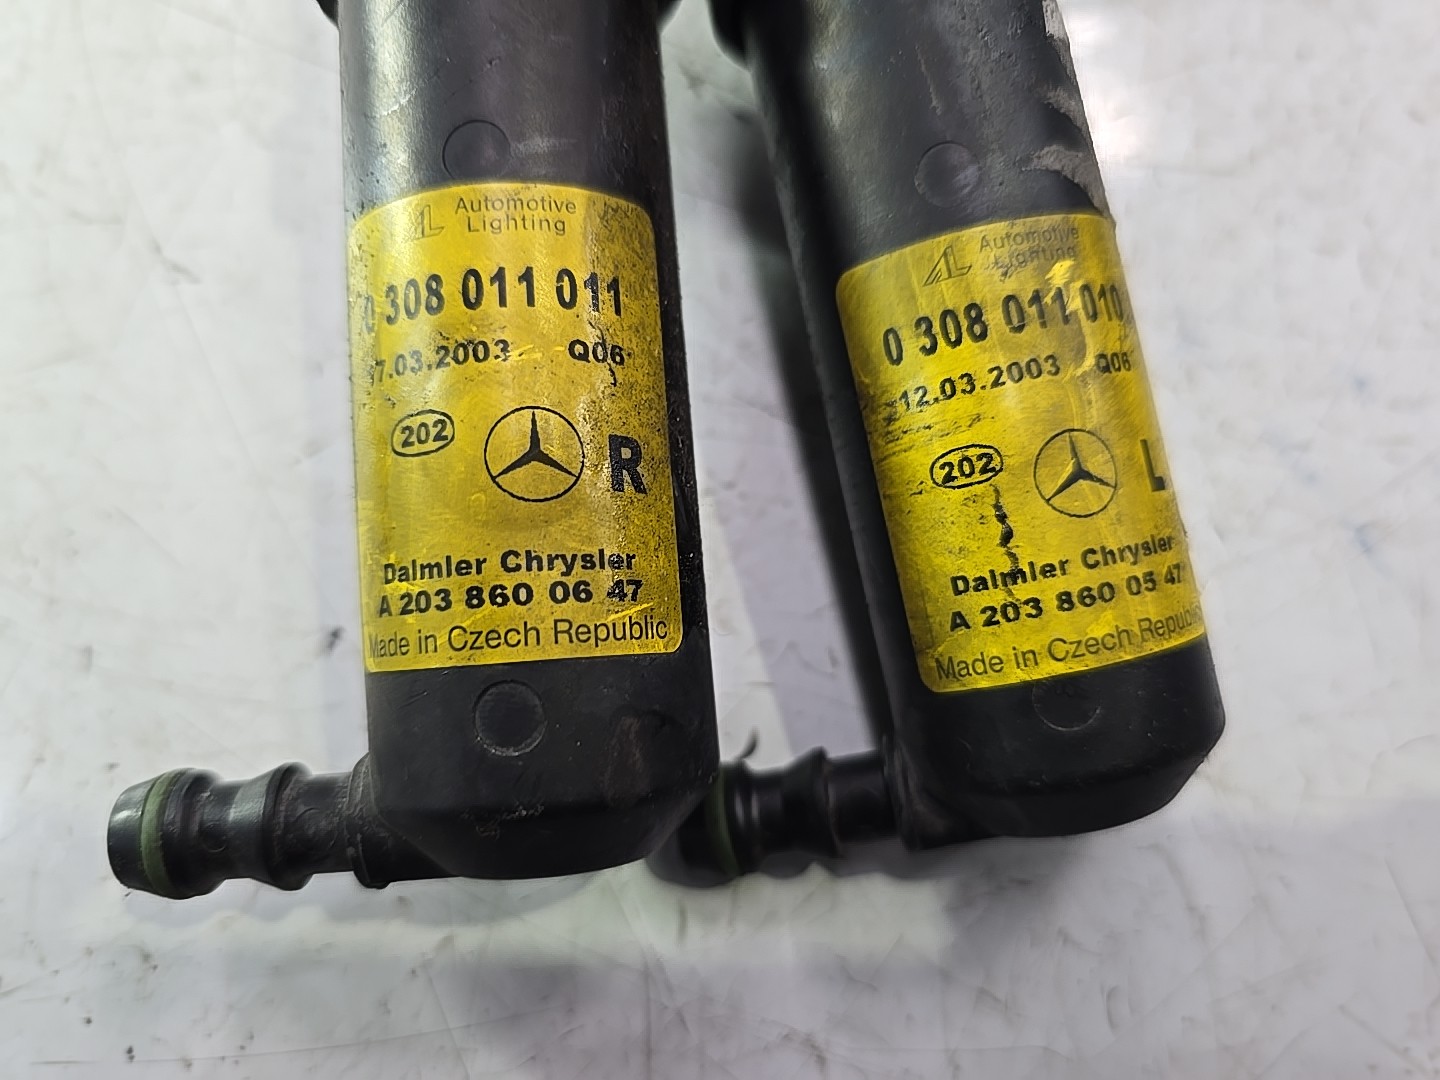 AL Automotive
Lighting
0 308 011 011
7.03.2003 Q06
202 R
Daimler Chrysler
A 203 860 06 47
Made in Czech Republic
AL Automotive
Lighting
0 308 011 010
12.03.2003 Q06
202 L
Daimler Chrysler
A 203 860 05 47
Made in Czech Republic